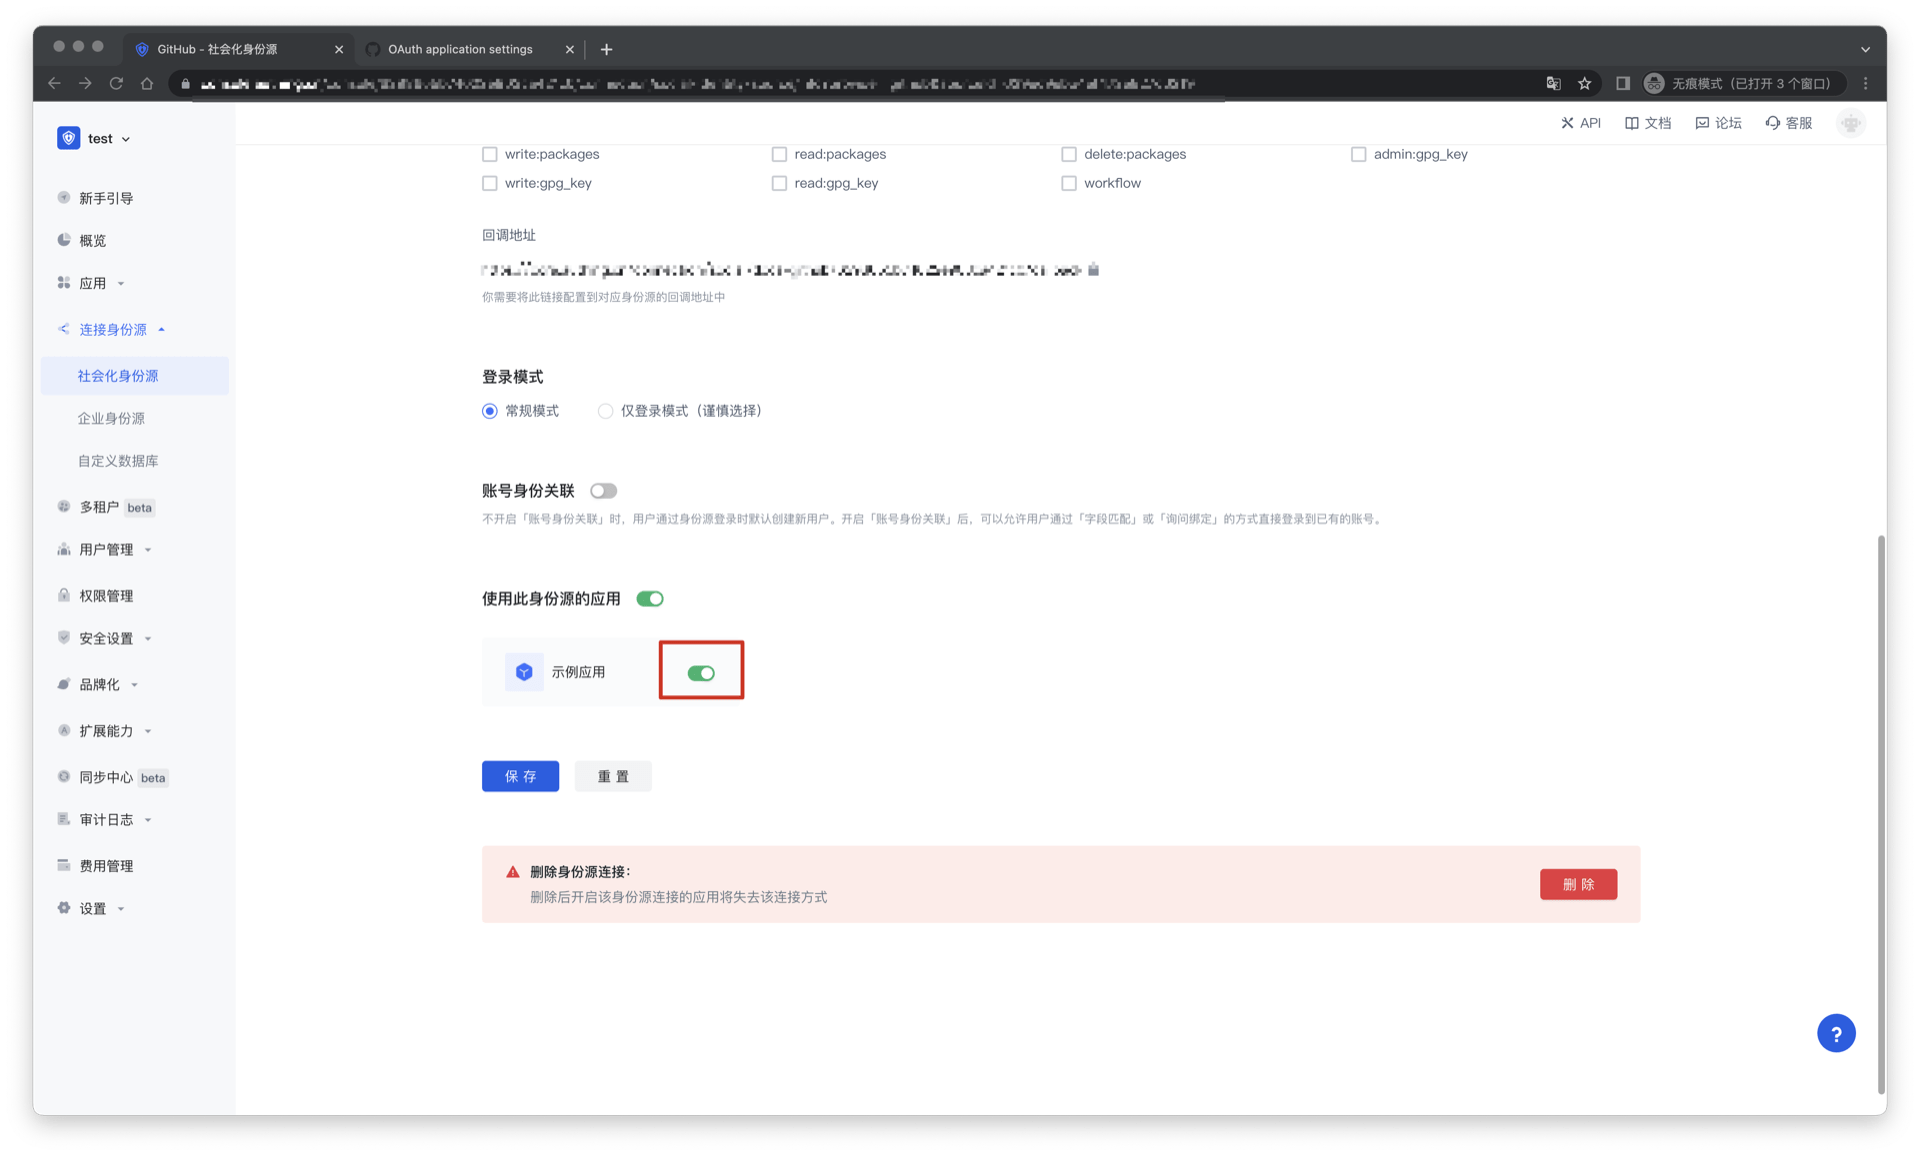 GitHub - 社会化身份源
OAuth application settings
无痕模式（已打开 3 个窗口）
test
API 文档 论坛 客服
新手引导
概览
应用
连接身份源
社会化身份源
企业身份源
自定义数据库
多租户 beta
用户管理
权限管理
安全设置
品牌化
扩展能力
同步中心 beta
审计日志
费用管理
设置
write:packages read:packages delete:packages admin:gpg_key
write:gpg_key read:gpg_key workflow
回调地址
你需要将此链接配置到对应身份源的回调地址中
登录模式
常规模式 仅登录模式（谨慎选择）
账号身份关联
不开启「账号身份关联」时，用户通过身份源登录时默认创建新用户。开启「账号身份关联」后，可以允许用户通过「字段匹配」或「询问绑定」的方式直接登录到已有的账号。
使用此身份源的应用
示例应用
保 存 重 置
删除身份源连接：
删除后开启该身份源连接的应用将失去该连接方式
删 除
?